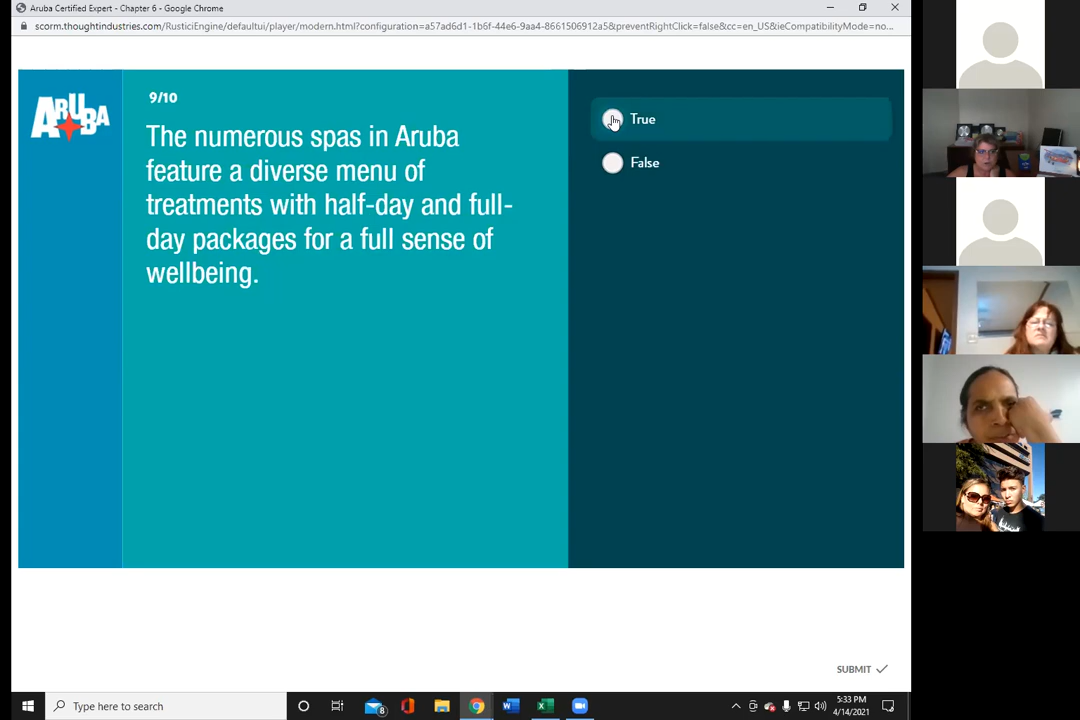 Aruba Certified Expert - Chapter 6 - Google Chrome
scorm.thoughtindustries.com/RusticiEngine/defaultui/player/modern.html?configuration=a57ad6d1-1b6f-44e6-9aa4-8661506912a5&preventRightClick=false&cc=en_US&ieCompatibilityMode=no...
ARUBA
9/10
The numerous spas in Aruba
feature a diverse menu of
treatments with half-day and full-
day packages for a full sense of
wellbeing.
True
False
SUBMIT
Type here to search
8
5:33 PM
4/14/2021